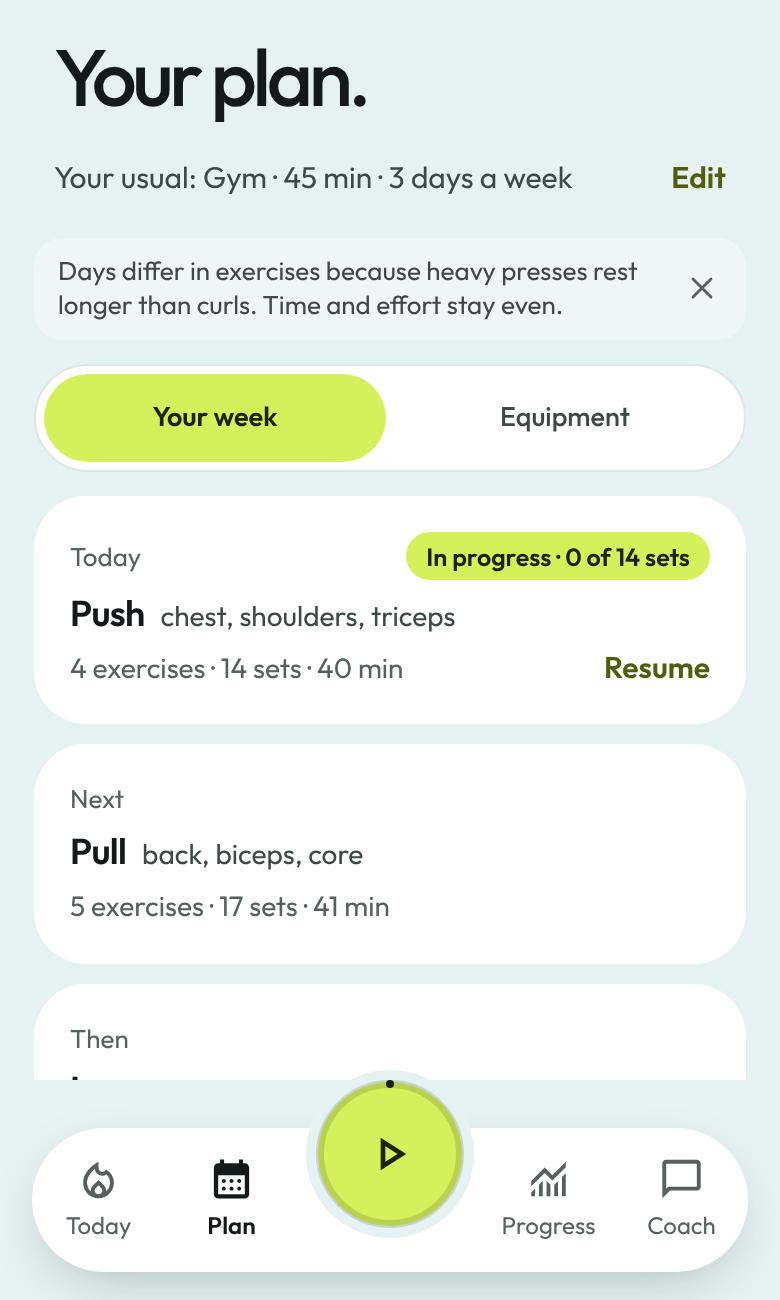 Your plan.
Your usual: Gym · 45 min · 3 days a week
Edit
Days differ in exercises because heavy presses rest
longer than curls. Time and effort stay even.
Your week
Equipment
Today
In progress · 0 of 14 sets
Push chest, shoulders, triceps
4 exercises · 14 sets · 40 min
Resume
Next
Pull back, biceps, core
5 exercises · 17 sets · 41 min
Then
Today
Plan
Progress
Coach